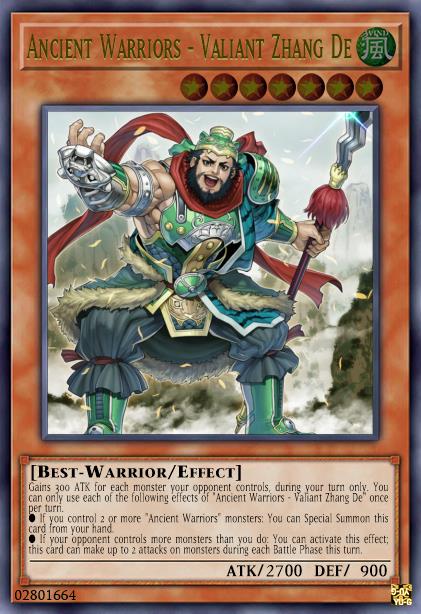 Ancient Warriors - Valiant Zhang De
WIND
風
[Best-Warrior/Effect]
Gains 300 ATK for each monster your opponent controls, during your turn only. You
can only use each of the following effects of "Ancient Warriors - Valiant Zhang De" once
per turn.
● If you control 2 or more "Ancient Warriors" monsters: You can Special Summon this
card from your hand.
● If your opponent controls more monsters than you do: You can activate this effect;
this card can make up to 2 attacks on monsters during each Battle Phase this turn.
ATK/2700 DEF/ 900
02801664